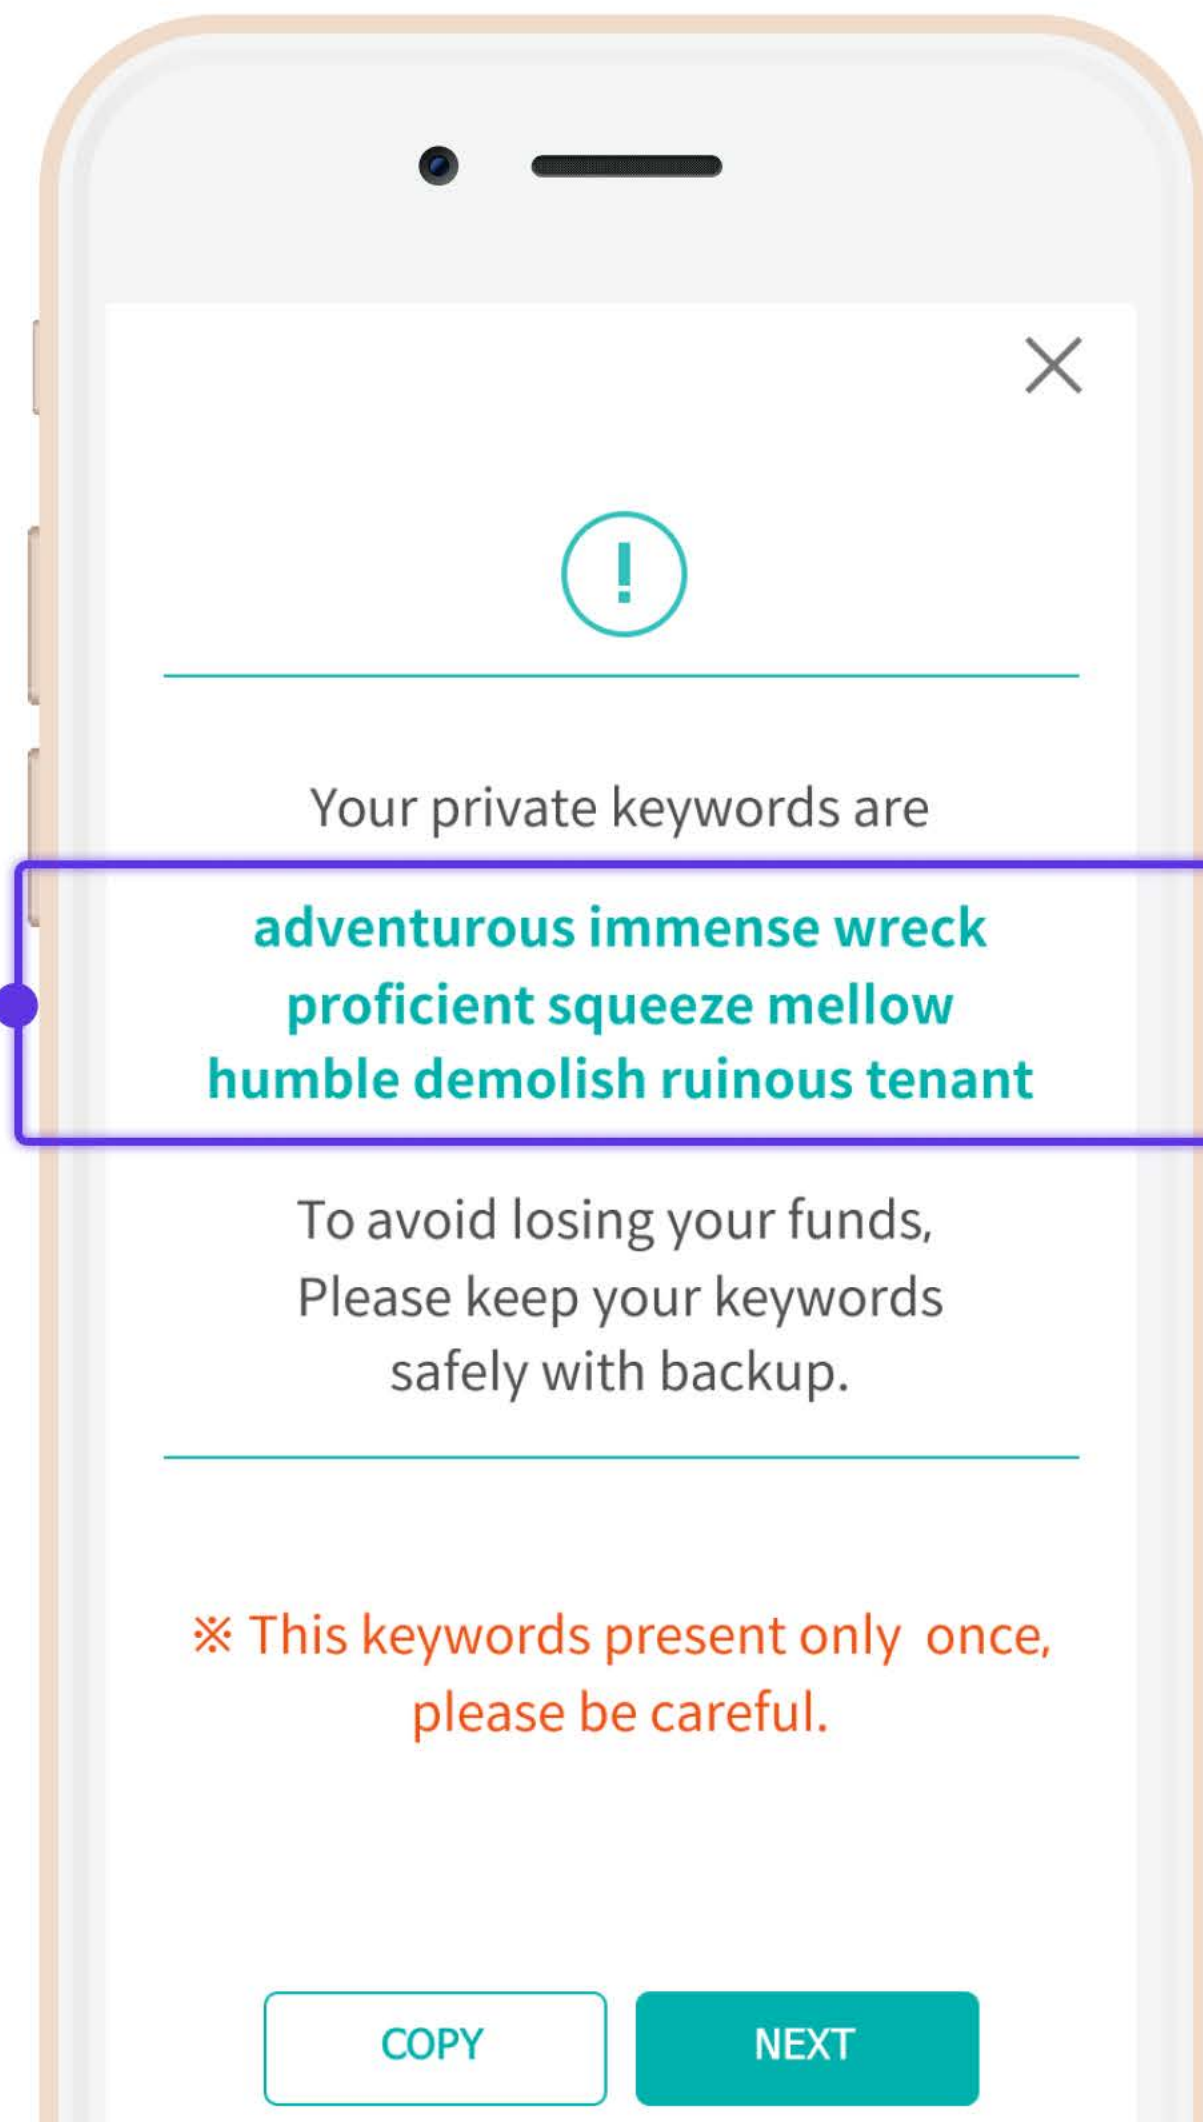 !
Your private keywords are
adventurous immense wreck
proficient squeeze mellow
humble demolish ruinous tenant
To avoid losing your funds,
Please keep your keywords
safely with backup.
※ This keywords present only once,
please be careful.
COPY
NEXT